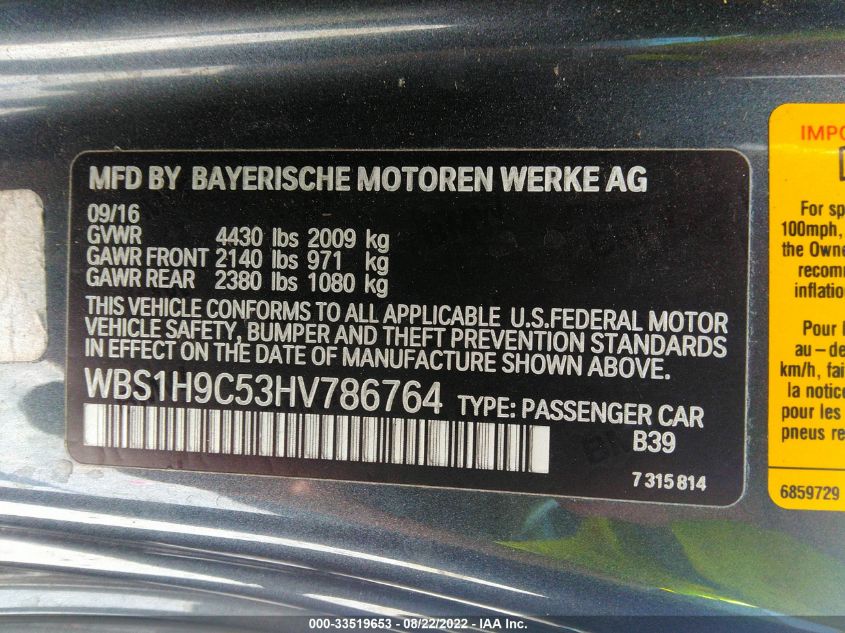 MFD BY BAYERISCHE MOTOREN WERKE AG
09/16
GVWR 4430 lbs 2009 kg
GAWR FRONT 2140 lbs 971 kg
GAWR REAR 2380 lbs 1080 kg
THIS VEHICLE CONFORMS TO ALL APPLICABLE U.S.FEDERAL MOTOR
VEHICLE SAFETY, BUMPER AND THEFT PREVENTION STANDARDS
IN EFFECT ON THE DATE OF MANUFACTURE SHOWN ABOVE.
WBS1H9C53HV786764 TYPE: PASSENGER CAR
B39
7 315 814
IMPO
For sp
100mph,
the Owne
recomm
inflation
Pour l
au – de
km/h, fai
la notice
pour les
pneus re
6859729
000-33519653 - 08/22/2022 - IAA Inc.